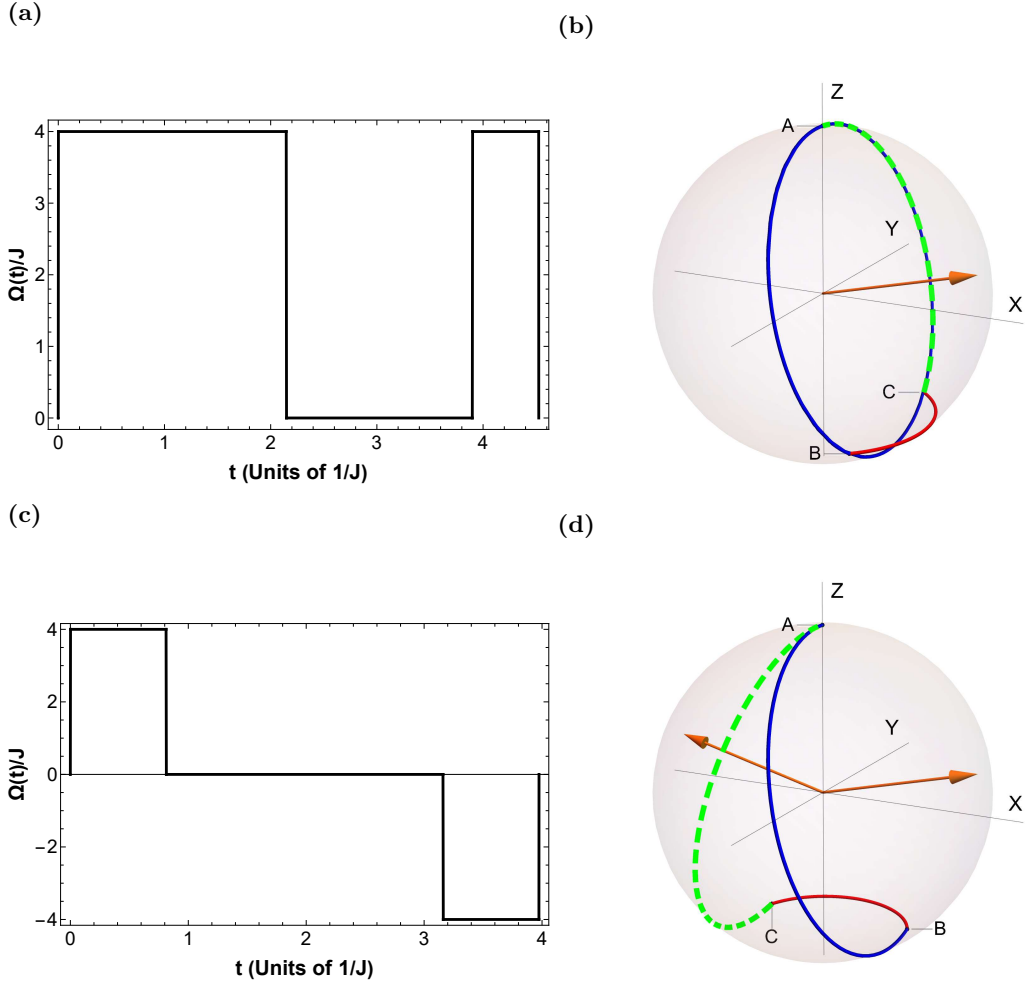 (a)
Ω(t)/J
4
3
2
1
0
0 1 2 3 4
t (Units of 1/J)
(b)
Z
A
Y
X
C
B
(c)
Ω(t)/J
4
2
0
−2
−4
0 1 2 3 4
t (Units of 1/J)
(d)
Z
A
Y
X
B
C